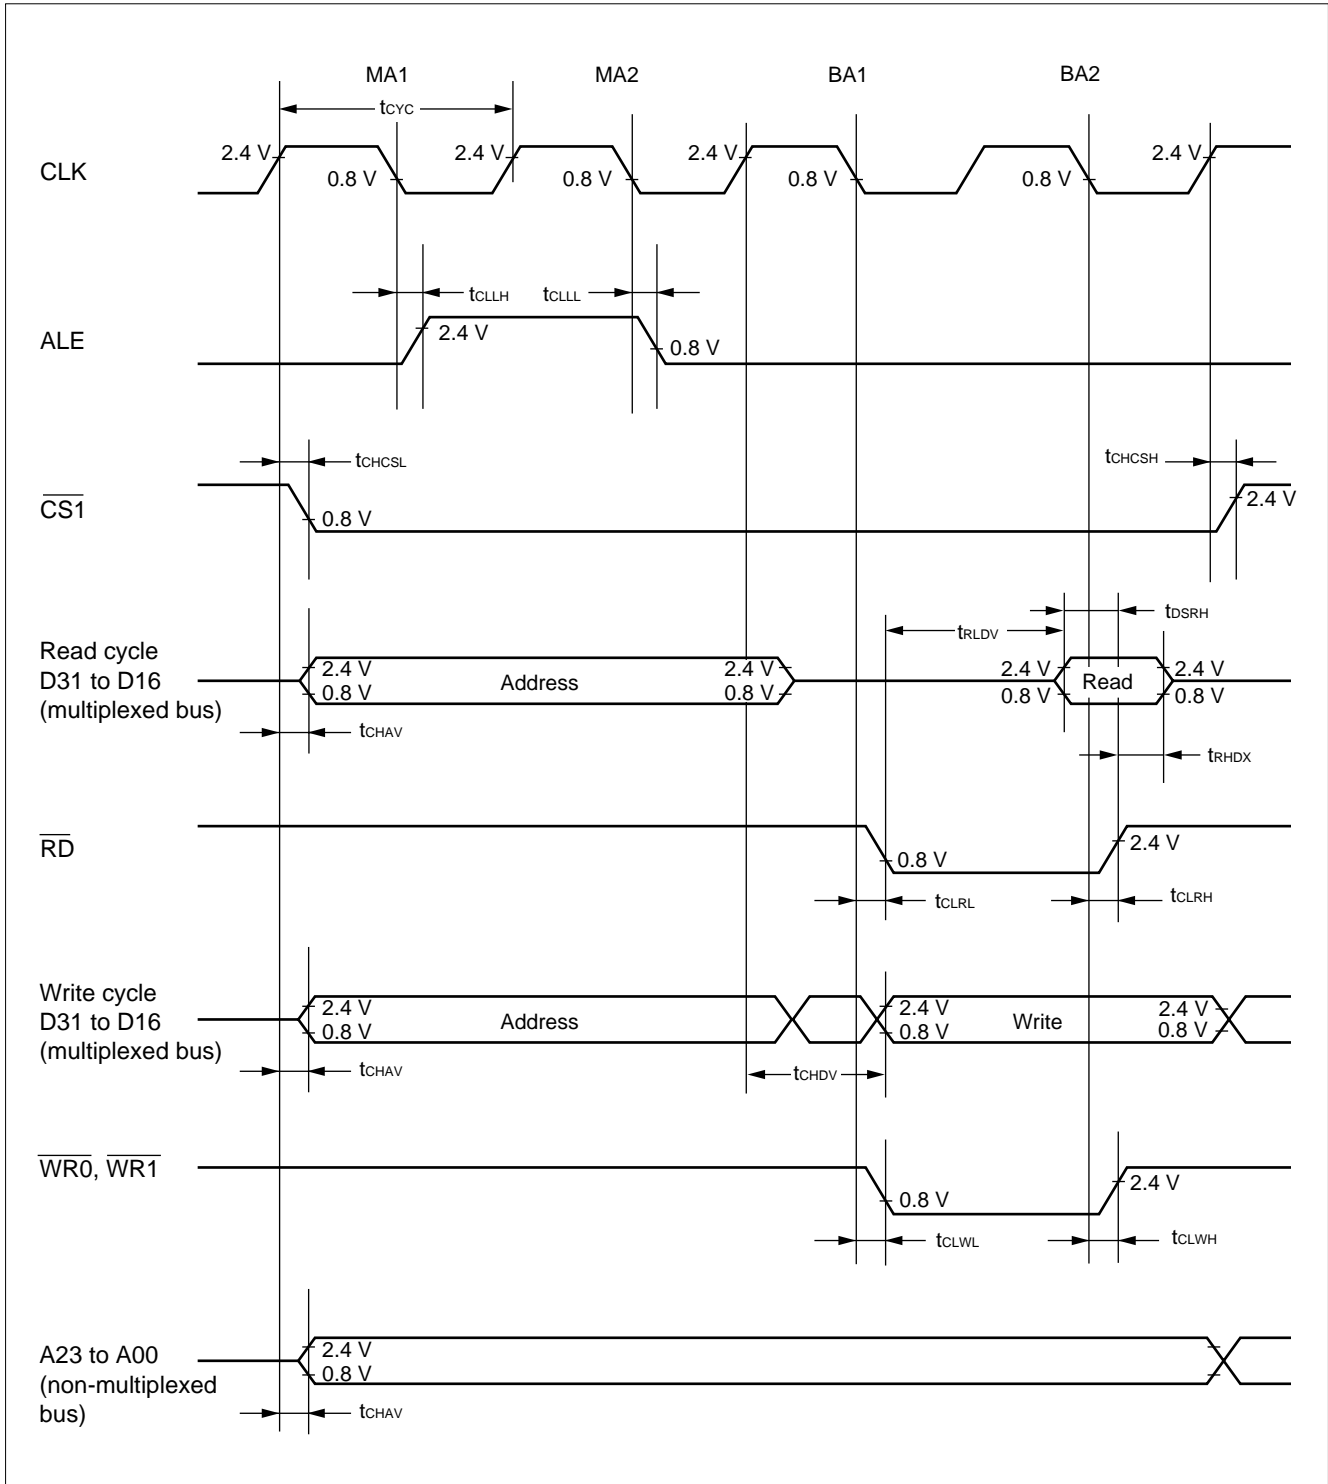 MA1 MA2 BA1 BA2
tCYC
CLK 2.4 V 0.8 V 2.4 V 0.8 V 2.4 V 0.8 V 0.8 V 2.4 V
tCLLH tCLLL
ALE 2.4 V 0.8 V
tCHCSL tCHCSH
CS1 0.8 V 2.4 V
tDSRH
tRLDV
Read cycle
D31 to D16
(multiplexed bus)
2.4 V 2.4 V 2.4 V 2.4 V
Address Read
0.8 V 0.8 V 0.8 V 0.8 V
tCHAV tRHDX
RD 0.8 V 2.4 V
tCLRL tCLRH
Write cycle
D31 to D16
(multiplexed bus)
2.4 V 2.4 V 2.4 V
Address Write
0.8 V 0.8 V 0.8 V
tCHAV tCHDV
WR0, WR1 0.8 V 2.4 V
tCLWL tCLWH
A23 to A00
(non-multiplexed
bus)
2.4 V
0.8 V
tCHAV